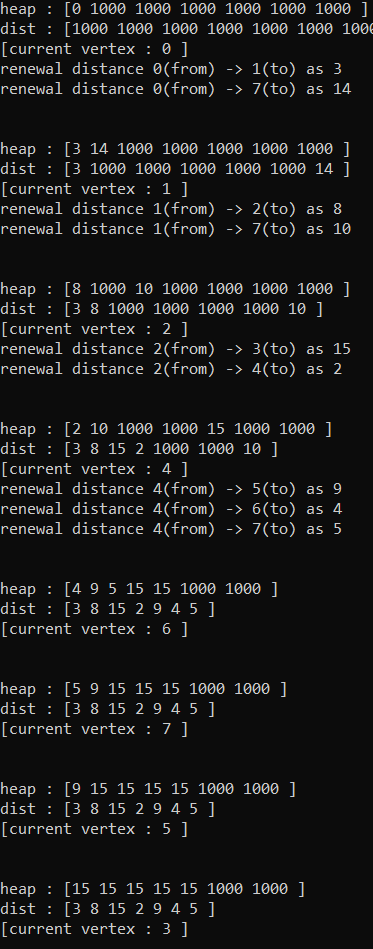 heap : [0 1000 1000 1000 1000 1000 1000 1000 ]
dist : [1000 1000 1000 1000 1000 1000 1000
[current vertex : 0 ]
renewal distance 0(from) -> 1(to) as 3
renewal distance 0(from) -> 7(to) as 14
heap : [3 14 1000 1000 1000 1000 1000 1000 ]
dist : [3 1000 1000 1000 1000 1000 14 ]
[current vertex : 1 ]
renewal distance 1(from) -> 2(to) as 8
renewal distance 1(from) -> 7(to) as 10
heap : [8 1000 10 1000 1000 1000 1000 1000 ]
dist : [3 8 1000 1000 1000 1000 10 ]
[current vertex : 2 ]
renewal distance 2(from) -> 3(to) as 15
renewal distance 2(from) -> 4(to) as 2
heap : [2 10 1000 1000 15 1000 1000 ]
dist : [3 8 15 2 1000 1000 10 ]
[current vertex : 4 ]
renewal distance 4(from) -> 5(to) as 9
renewal distance 4(from) -> 6(to) as 4
renewal distance 4(from) -> 7(to) as 5
heap : [4 9 5 15 15 1000 1000 ]
dist : [3 8 15 2 9 4 5 ]
[current vertex : 6 ]
heap : [5 9 15 15 15 1000 1000 ]
dist : [3 8 15 2 9 4 5 ]
[current vertex : 7 ]
heap : [9 15 15 15 15 1000 1000 ]
dist : [3 8 15 2 9 4 5 ]
[current vertex : 5 ]
heap : [15 15 15 15 15 1000 1000 ]
dist : [3 8 15 2 9 4 5 ]
[current vertex : 3 ]